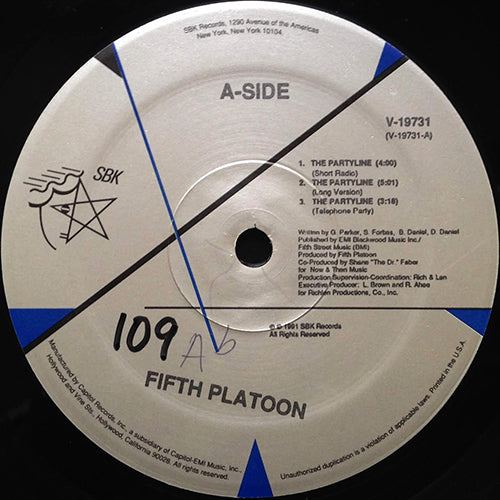 SBK Records, 1290 Avenue of the Americas
New York, New York 10104
A-SIDE
V-19731
(V-19731-A)
SBK
1. THE PARTYLINE (4:00)
(Short Radio)
2. THE PARTYLINE (5:01)
(Long Version)
3. THE PARTYLINE (3:18)
(Telephone Party)
Written by G. Parker, S. Forbes, B. Daniel, D. Daniel
Published by EMI Blackwood Music Inc./
Fifth Street Music (BMI)
Produced by Fifth Platoon
Co-Produced by Shane "The Dr." Faber
for Now & Then Music
Production Supervision-Coordination: Rich & Lan
Executive Producer: L. Brown and R. Ahee
for Richlen Productions, Co., Inc.
℗ © 1991 SBK Records
All Rights Reserved
109
A 6
FIFTH PLATOON
Manufactured by Capitol Records, Inc., a subsidiary of Capitol-EMI Music, Inc.,
Hollywood and Vine Sts., Hollywood, California 90028. All rights reserved.
Unauthorized duplication is a violation of applicable laws. Printed in the U.S.A.